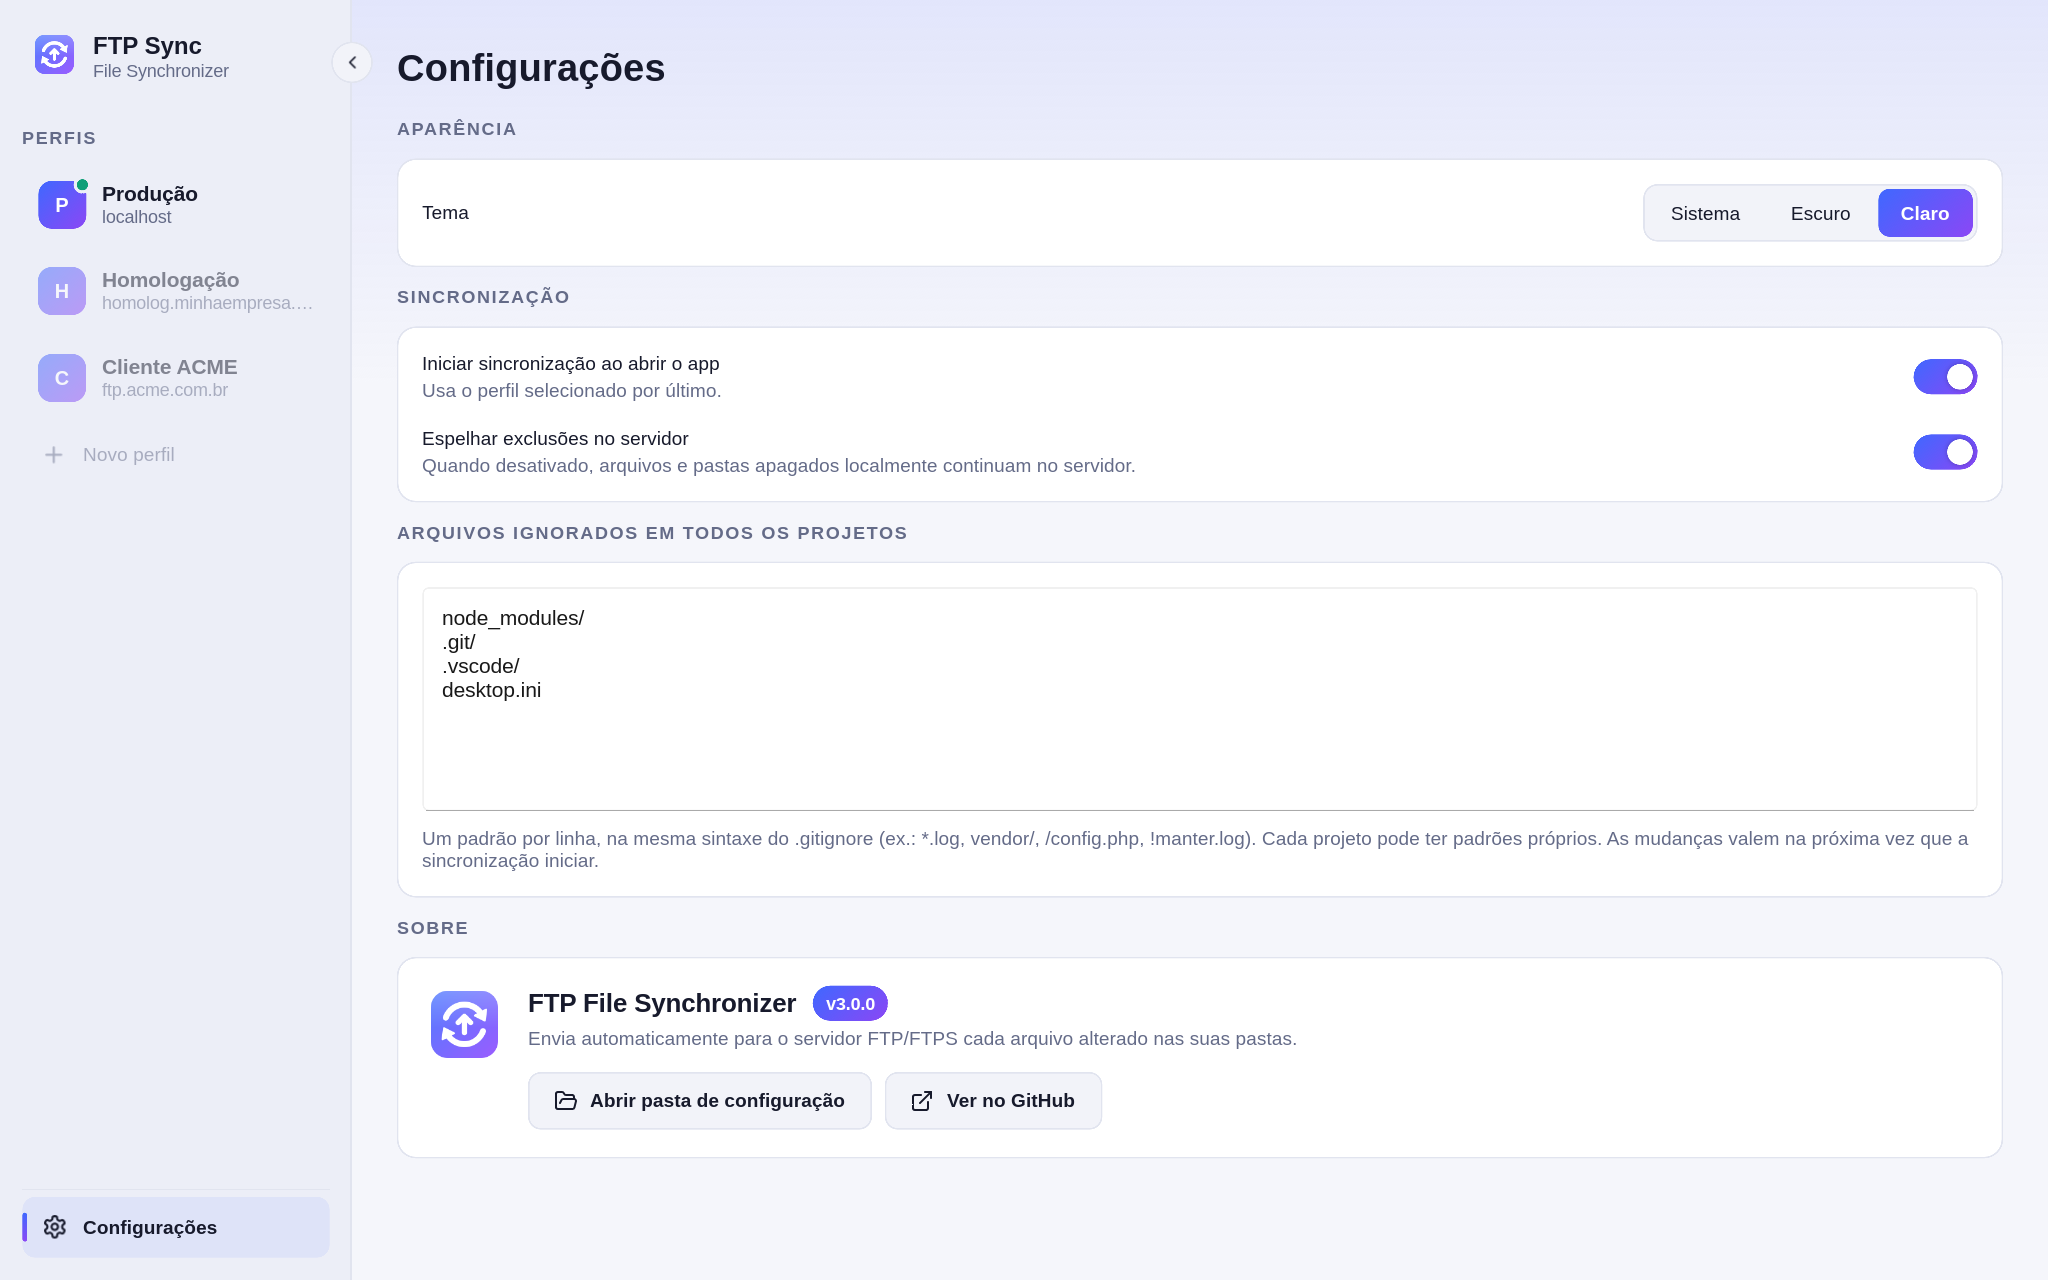 FTP Sync
File Synchronizer
PERFIS
P
Produção
localhost
H
Homologação
homolog.minhaempresa.…
C
Cliente ACME
ftp.acme.com.br
Novo perfil
Configurações
Configurações
APARÊNCIA
Tema
Sistema
Escuro
Claro
SINCRONIZAÇÃO
Iniciar sincronização ao abrir o app
Usa o perfil selecionado por último.
Espelhar exclusões no servidor
Quando desativado, arquivos e pastas apagados localmente continuam no servidor.
ARQUIVOS IGNORADOS EM TODOS OS PROJETOS
node_modules/
.git/
.vscode/
desktop.ini
Um padrão por linha, na mesma sintaxe do .gitignore (ex.: *.log, vendor/, /config.php, !manter.log). Cada projeto pode ter padrões próprios. As mudanças valem na próxima vez que a
sincronização iniciar.
SOBRE
FTP File Synchronizer
v3.0.0
Envia automaticamente para o servidor FTP/FTPS cada arquivo alterado nas suas pastas.
Abrir pasta de configuração
Ver no GitHub